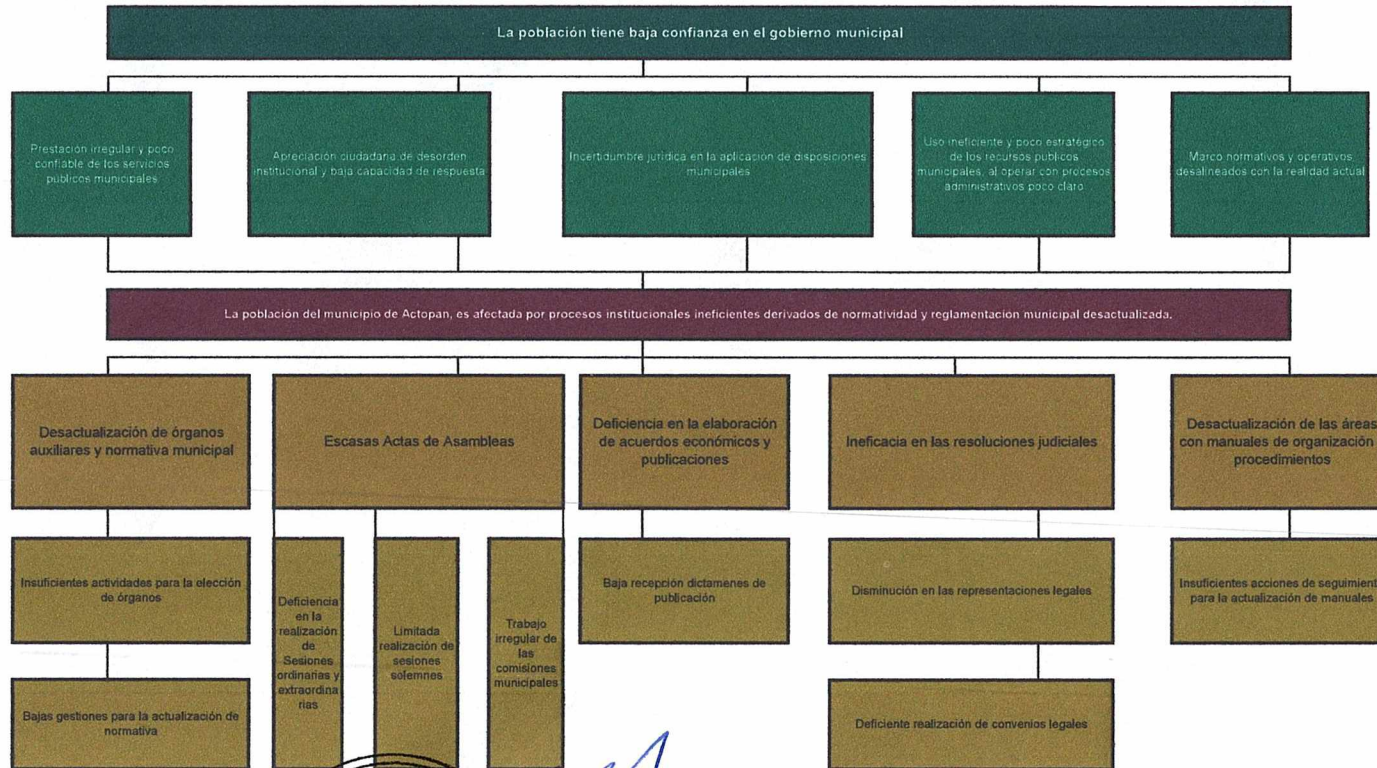 La población tiene baja confianza en el gobierno municipal
Prestación irregular y poco
confiable de los servicios
públicos municipales
Apreciación ciudadana de desorden
institucional y baja capacidad de respuesta
Incertidumbre jurídica en la aplicación de disposiciones
municipales
Uso ineficiente y poco estratégico
de los recursos públicos
municipales, al operar con procesos
administrativos poco claro
Marco normativos y operativos
desalineados con la realidad actual
La población del municipio de Actopan, es afectada por procesos institucionales ineficientes derivados de normatividad y reglamentación municipal desactualizada.
Desactualización de órganos
auxiliares y normativa municipal
Escasas Actas de Asambleas
Deficiencia en la elaboración
de acuerdos económicos y
publicaciones
Ineficacia en las resoluciones judiciales
Desactualización de las áreas
con manuales de organización
procedimientos
Insuficientes actividades para la elección
de órganos
Deficiencia
en la
realización
de
Sesiones
ordinarias y
extraordina
rias
Limitada
realización de
sesiones
solemnes
Trabajo
irregular de
las
comisiones
municipales
Baja recepción dictamenes de
publicación
Disminución en las representaciones legales
Insuficientes acciones de seguimient
para la actualización de manuales
Bajas gestiones para la actualización de
normativa
Deficiente realización de convenios legales